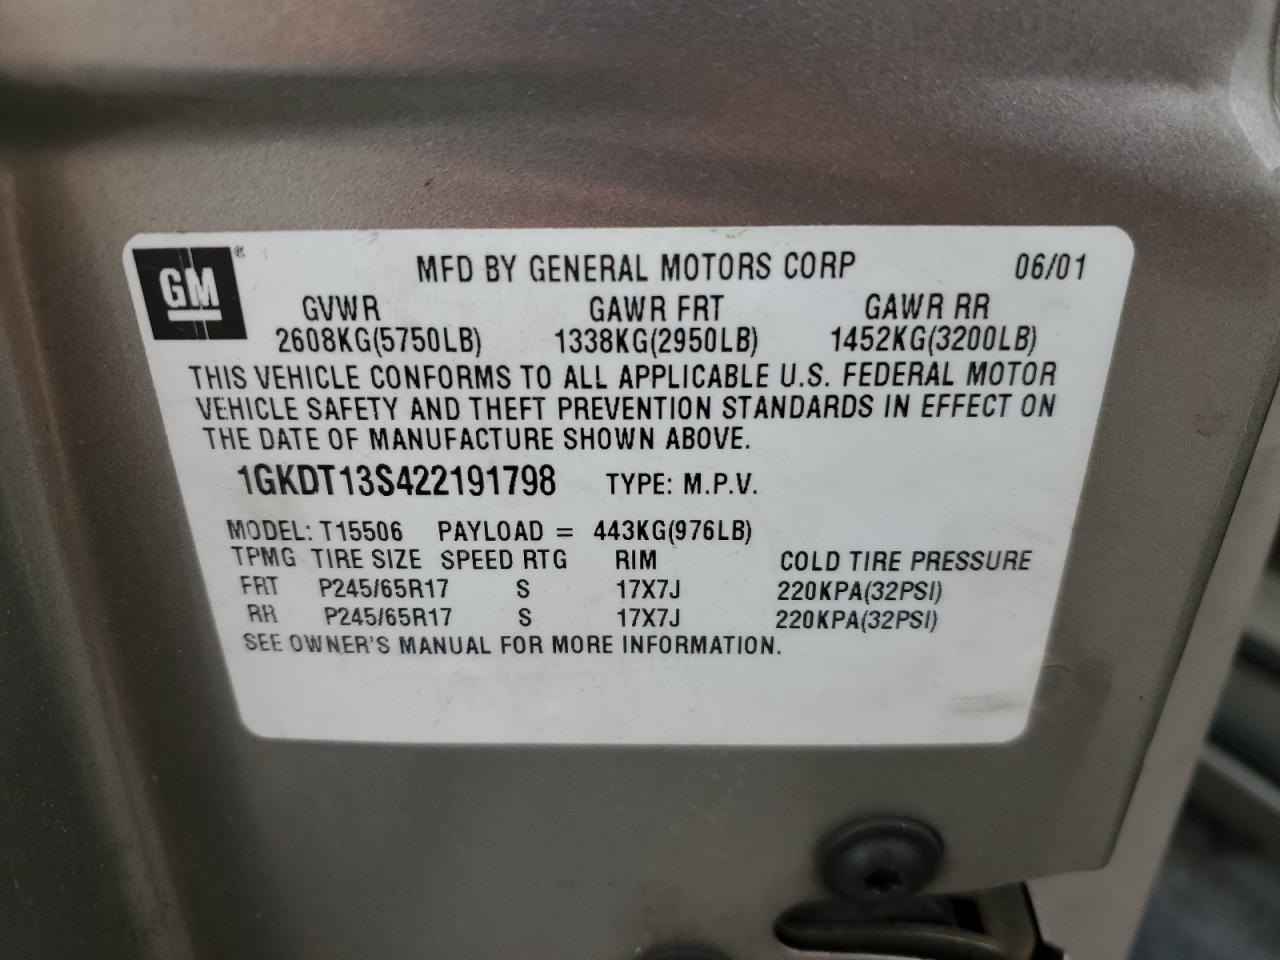 GM®
MFD BY GENERAL MOTORS CORP 06/01
GVWR GAWR FRT GAWR RR
2608KG(5750LB) 1338KG(2950LB) 1452KG(3200LB)
THIS VEHICLE CONFORMS TO ALL APPLICABLE U.S. FEDERAL MOTOR
VEHICLE SAFETY AND THEFT PREVENTION STANDARDS IN EFFECT ON
THE DATE OF MANUFACTURE SHOWN ABOVE.
1GKDT13S422191798 TYPE: M.P.V.
MODEL: T15506 PAYLOAD = 443KG(976LB)
TPMG TIRE SIZE SPEED RTG RIM COLD TIRE PRESSURE
FRT P245/65R17 S 17X7J 220KPA(32PSI)
RR P245/65R17 S 17X7J 220KPA(32PSI)
SEE OWNER'S MANUAL FOR MORE INFORMATION.